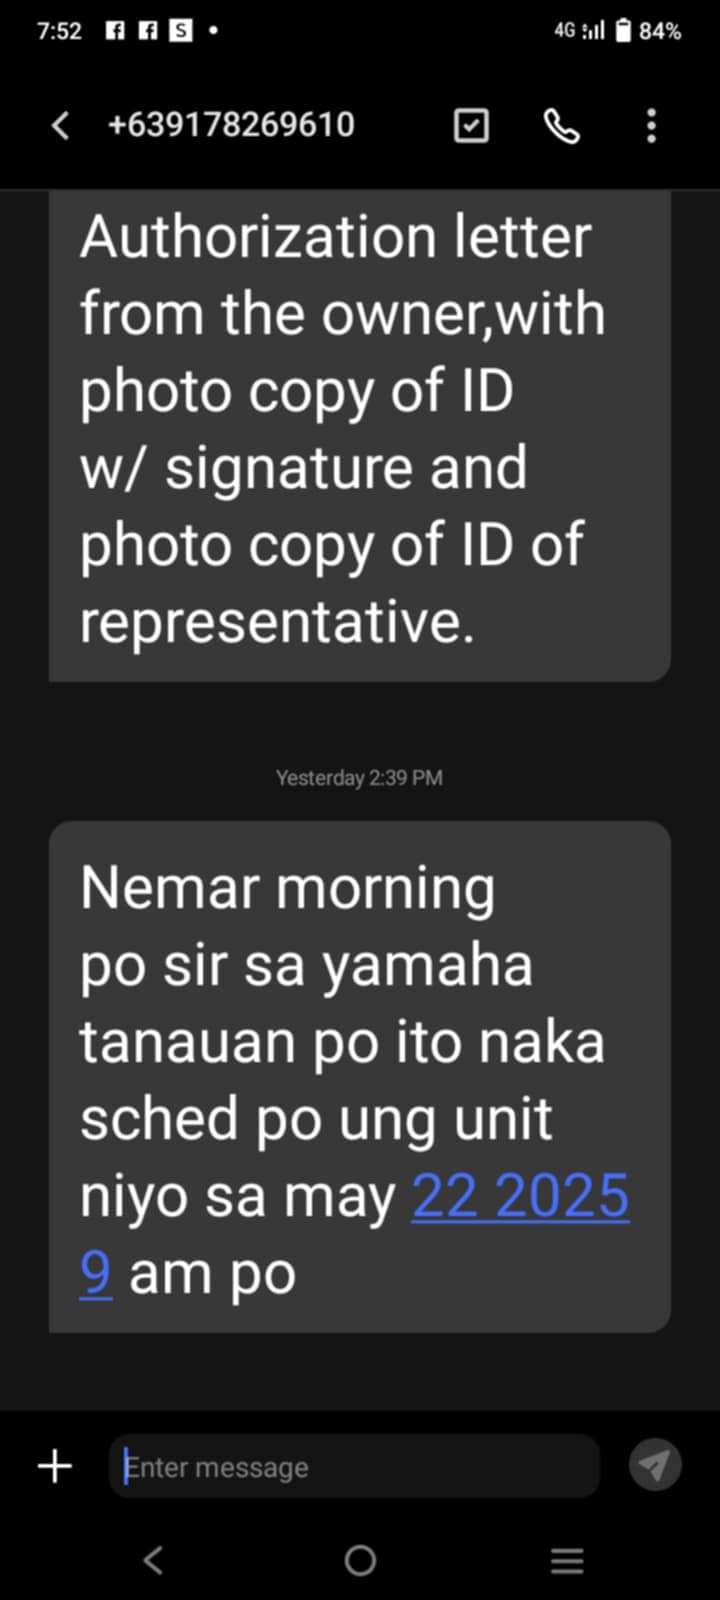 7:52 S 4G 84%
+639178269610
Authorization letter
from the owner,with
photo copy of ID
w/ signature and
photo copy of ID of
representative.
Yesterday 2:39 PM
Nemar morning
po sir sa yamaha
tanauan po ito naka
sched po ung unit
niyo sa may 22 2025
9 am po
Enter message